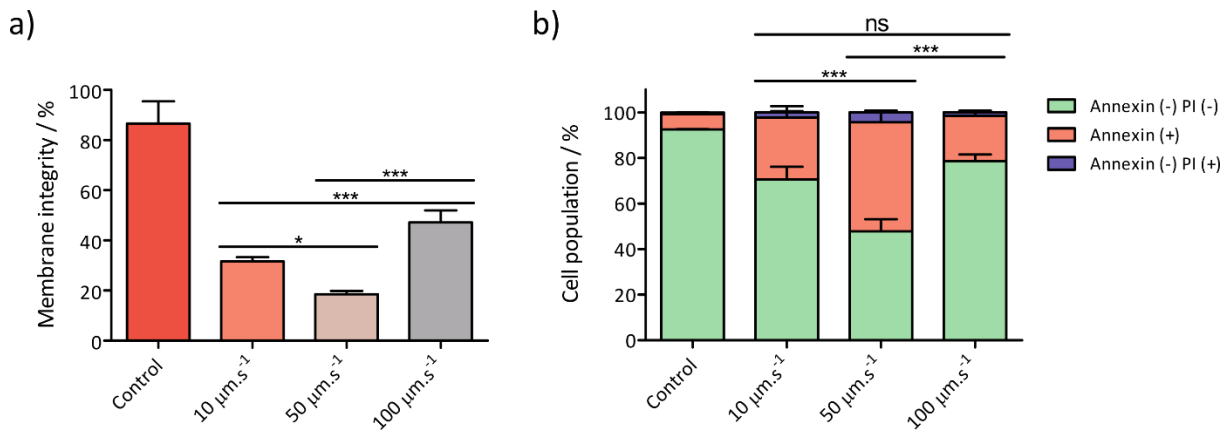 a)
Membrane integrity / %
100
80
60
40
20
0
***
***
*
Control
10 µm.s⁻¹
50 µm.s⁻¹
100 µm.s⁻¹
b)
Cell population / %
100
80
60
40
20
0
ns
***
***
Control
10 µm.s⁻¹
50 µm.s⁻¹
100 µm.s⁻¹
Annexin (-) PI (-)
Annexin (+)
Annexin (-) PI (+)